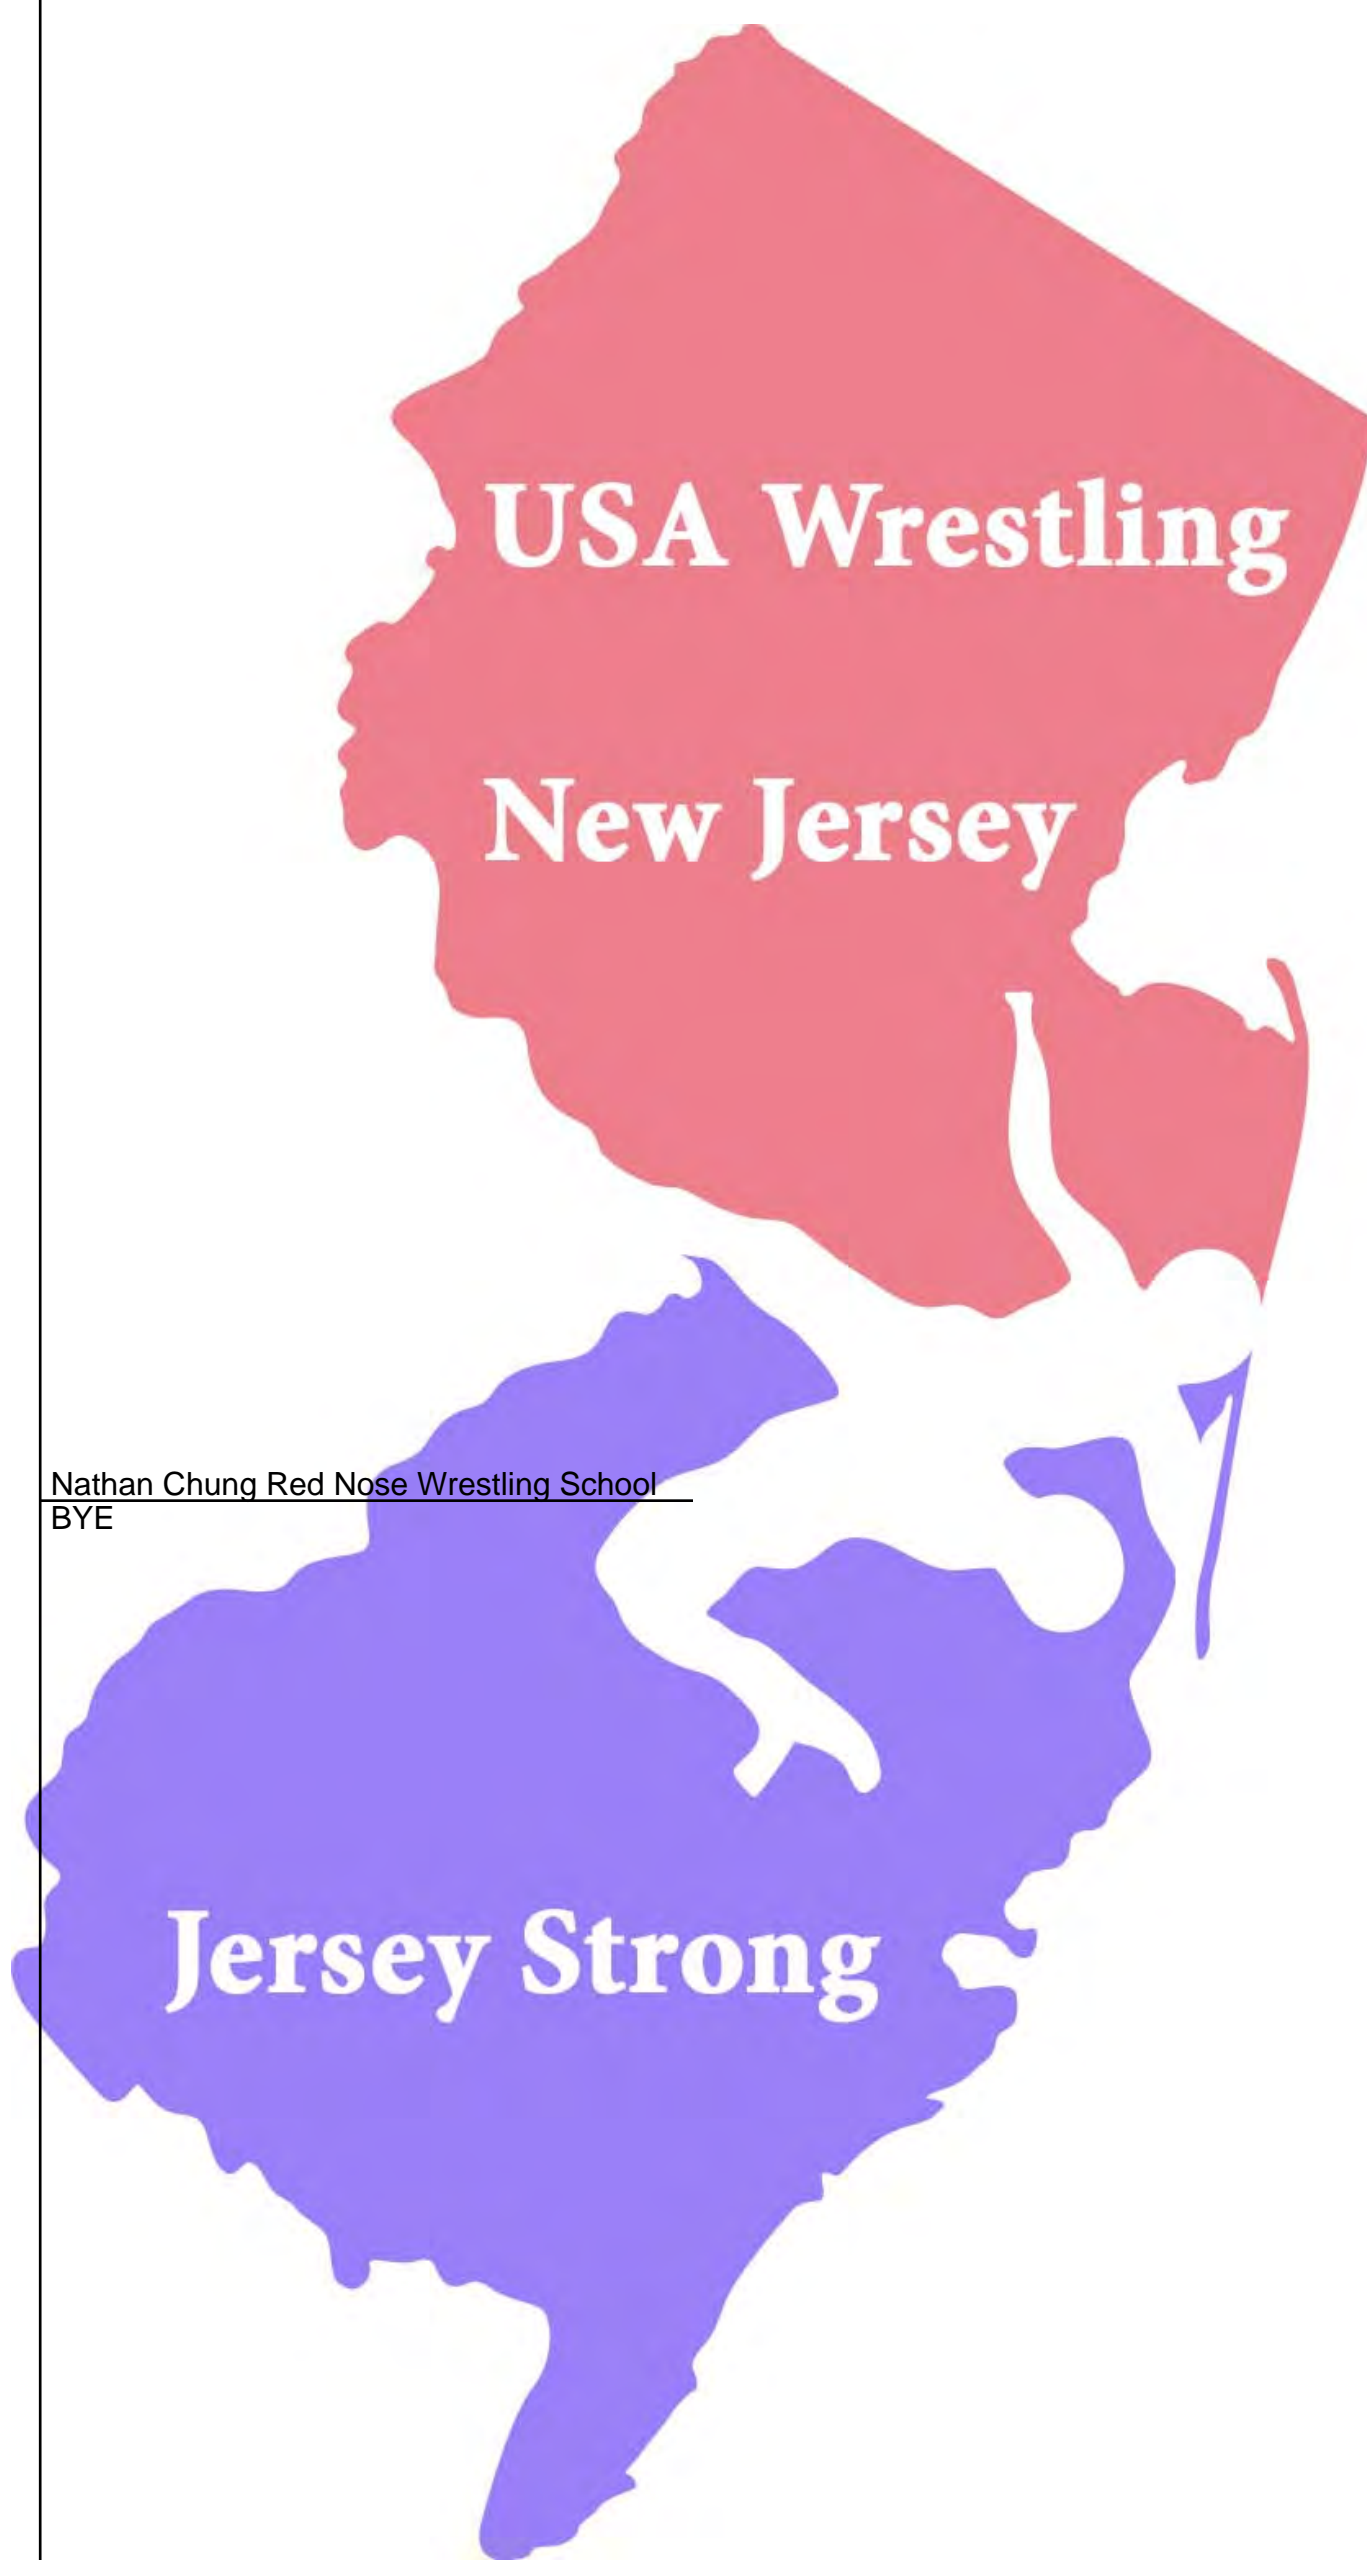 USA Wrestling
New Jersey
Nathan Chung Red Nose Wrestling School
BYE
Jersey Strong